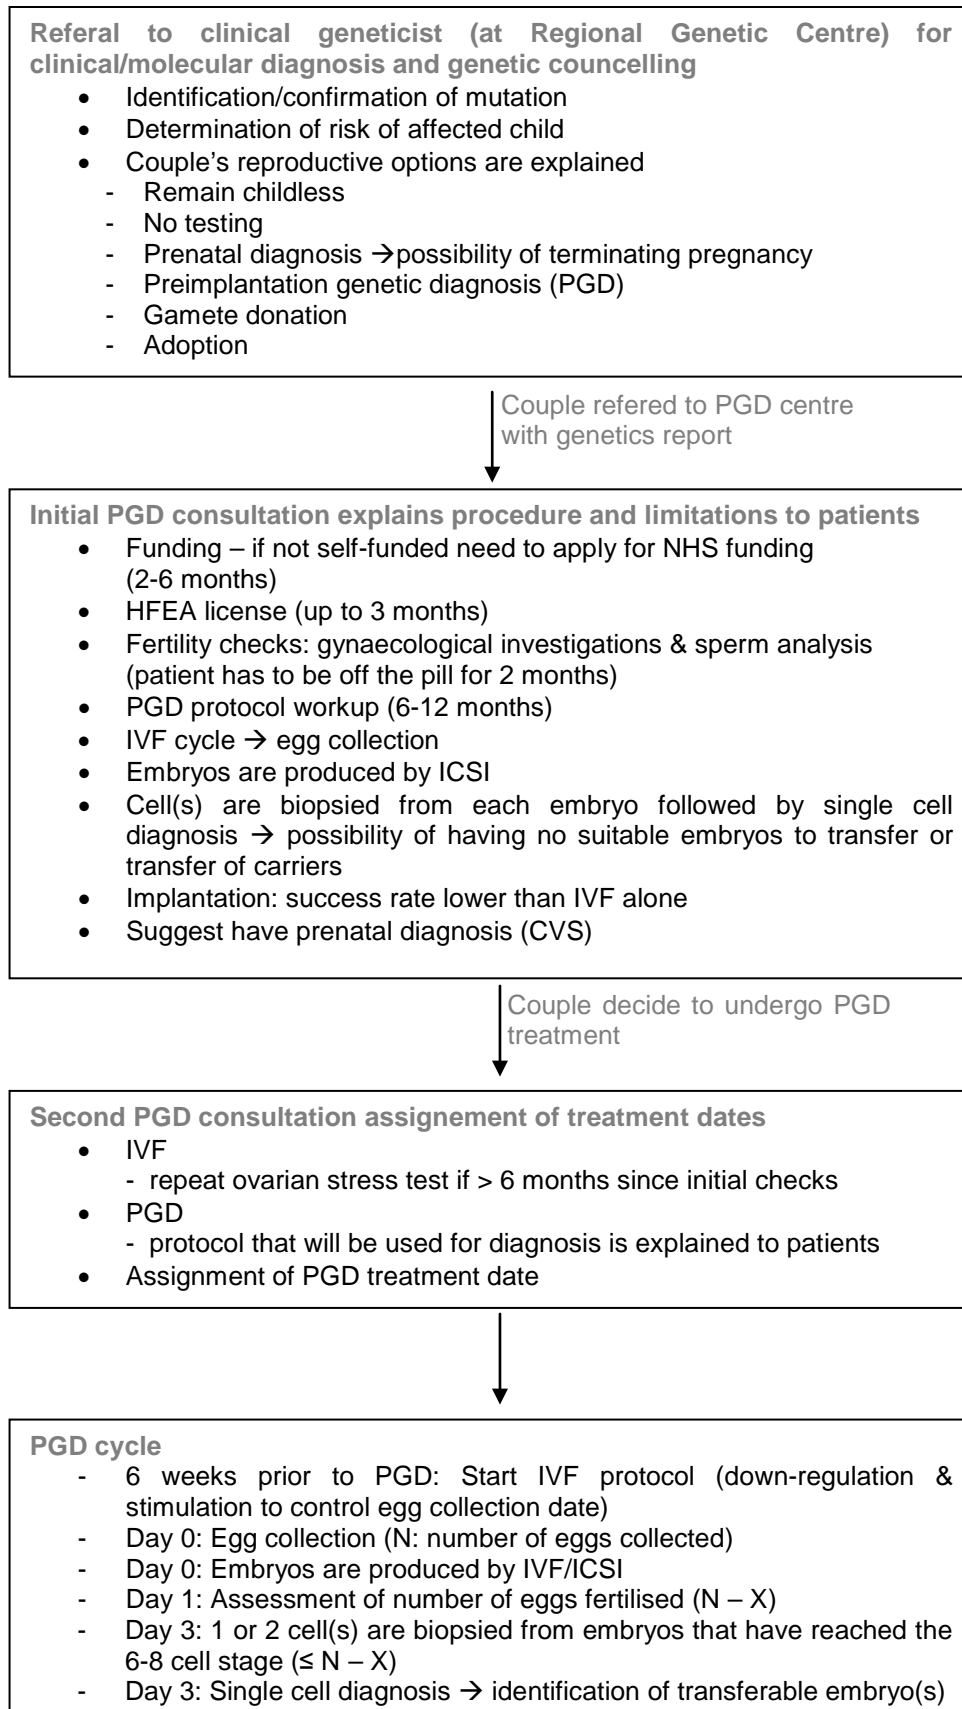 Referal to clinical geneticist (at Regional Genetic Centre) for
clinical/molecular diagnosis and genetic councelling
• Identification/confirmation of mutation
• Determination of risk of affected child
• Couple's reproductive options are explained
- Remain childless
- No testing
- Prenatal diagnosis →possibility of terminating pregnancy
- Preimplantation genetic diagnosis (PGD)
- Gamete donation
- Adoption
Couple refered to PGD centre
with genetics report
Initial PGD consultation explains procedure and limitations to patients
• Funding – if not self-funded need to apply for NHS funding
(2-6 months)
• HFEA license (up to 3 months)
• Fertility checks: gynaecological investigations & sperm analysis
(patient has to be off the pill for 2 months)
• PGD protocol workup (6-12 months)
• IVF cycle → egg collection
• Embryos are produced by ICSI
• Cell(s) are biopsied from each embryo followed by single cell
diagnosis → possibility of having no suitable embryos to transfer or
transfer of carriers
• Implantation: success rate lower than IVF alone
• Suggest have prenatal diagnosis (CVS)
Couple decide to undergo PGD
treatment
Second PGD consultation assignement of treatment dates
• IVF
- repeat ovarian stress test if > 6 months since initial checks
• PGD
- protocol that will be used for diagnosis is explained to patients
• Assignment of PGD treatment date
PGD cycle
- 6 weeks prior to PGD: Start IVF protocol (down-regulation &
stimulation to control egg collection date)
- Day 0: Egg collection (N: number of eggs collected)
- Day 0: Embryos are produced by IVF/ICSI
- Day 1: Assessment of number of eggs fertilised (N – X)
- Day 3: 1 or 2 cell(s) are biopsied from embryos that have reached the
6-8 cell stage (≤ N – X)
- Day 3: Single cell diagnosis → identification of transferable embryo(s)